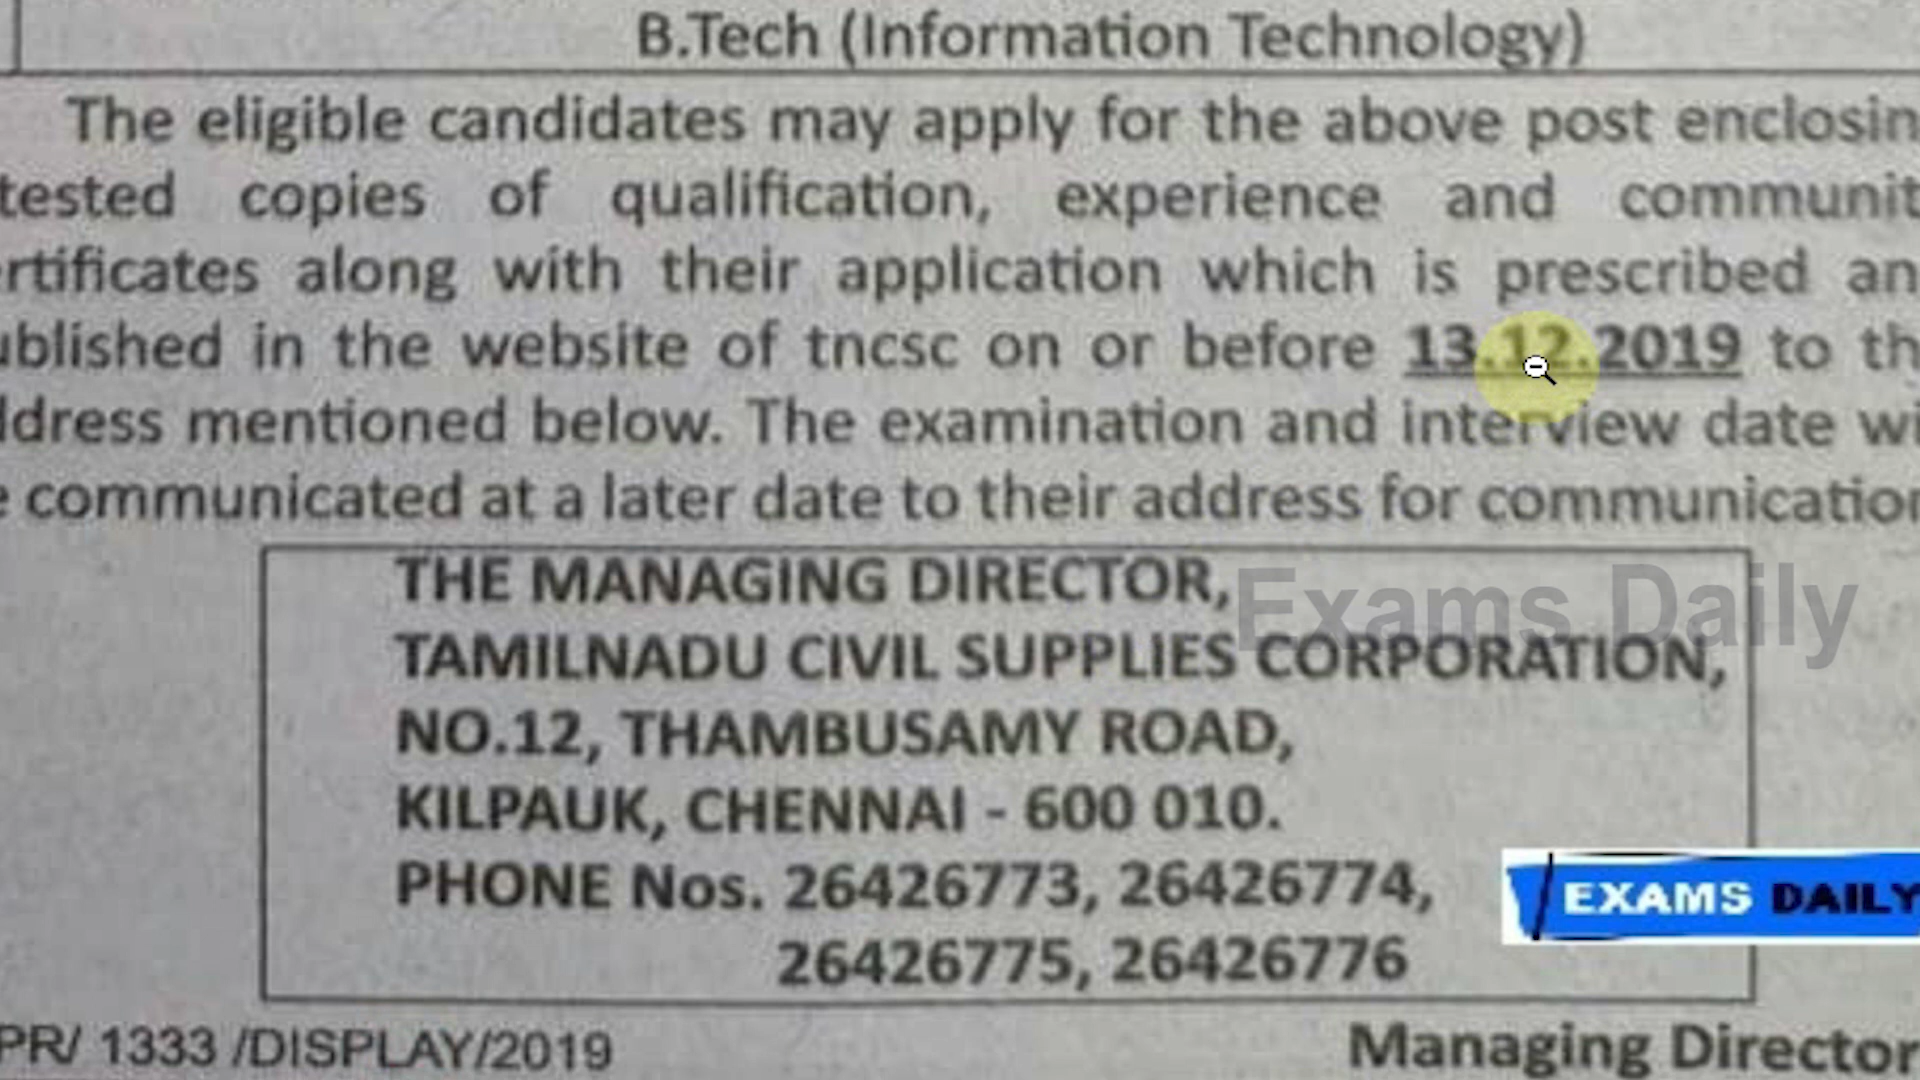 B.Tech (Information Technology)
The eligible candidates may apply for the above post enclosin
tested copies of qualification, experience and communit
rtificates along with their application which is prescribed an
ublished in the website of tncsc on or before 13.12.2019 to th
ddress mentioned below. The examination and interview date wi
e communicated at a later date to their address for communication
THE MANAGING DIRECTOR,
Exams Daily
TAMILNADU CIVIL SUPPLIES CORPORATION,
NO.12, THAMBUSAMY ROAD,
KILPAUK, CHENNAI - 600 010.
PHONE Nos. 26426773, 26426774,
EXAMS DAILY
26426775, 26426776
PR/ 1333 /DISPLAY/2019
Managing Director